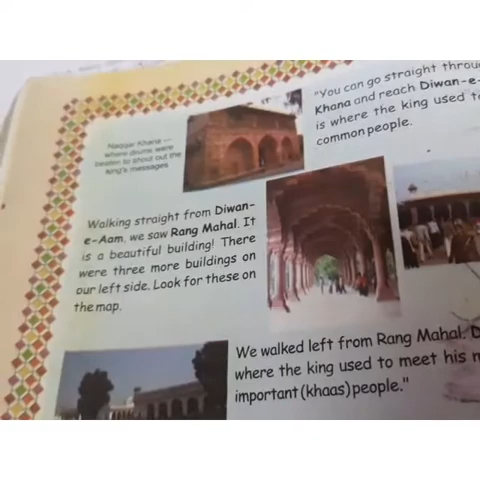 "You can go straight
Khana and reach Diwan-e-
is where the king used
common people.
Naqqar Khana —
where drums were
beaten to shout out the
king's messages
Walking straight from Diwan-
e-Aam, we saw Rang Mahal. It
is a beautiful building! There
were three more buildings on
our left side. Look for these on
the map.
We walked left from Rang Mahal.
where the king used to meet his
important (khaas) people."